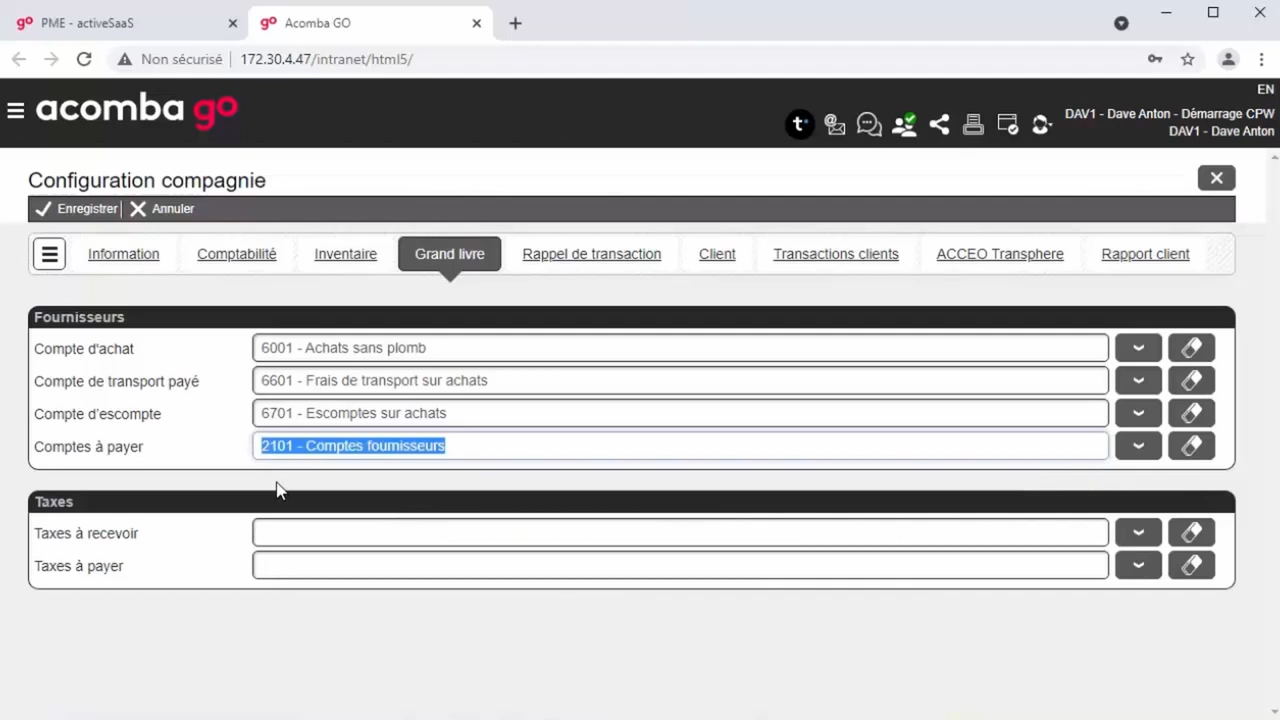 PME - activeSaaS
Acomba GO
Non sécurisé
172.30.4.47/intranet/html5/
EN
acomba go
t
DAV1 - Dave Anton - Démarrage CPW
DAV1 - Dave Anton
Configuration compagnie
Enregistrer
Annuler
Information
Comptabilité
Inventaire
Grand livre
Rappel de transaction
Client
Transactions clients
ACCEO Transphere
Rapport client
Fournisseurs
Compte d'achat
6001 - Achats sans plomb
Compte de transport payé
6601 - Frais de transport sur achats
Compte d'escompte
6701 - Escomptes sur achats
Comptes à payer
2101 - Comptes fournisseurs
Taxes
Taxes à recevoir
Taxes à payer